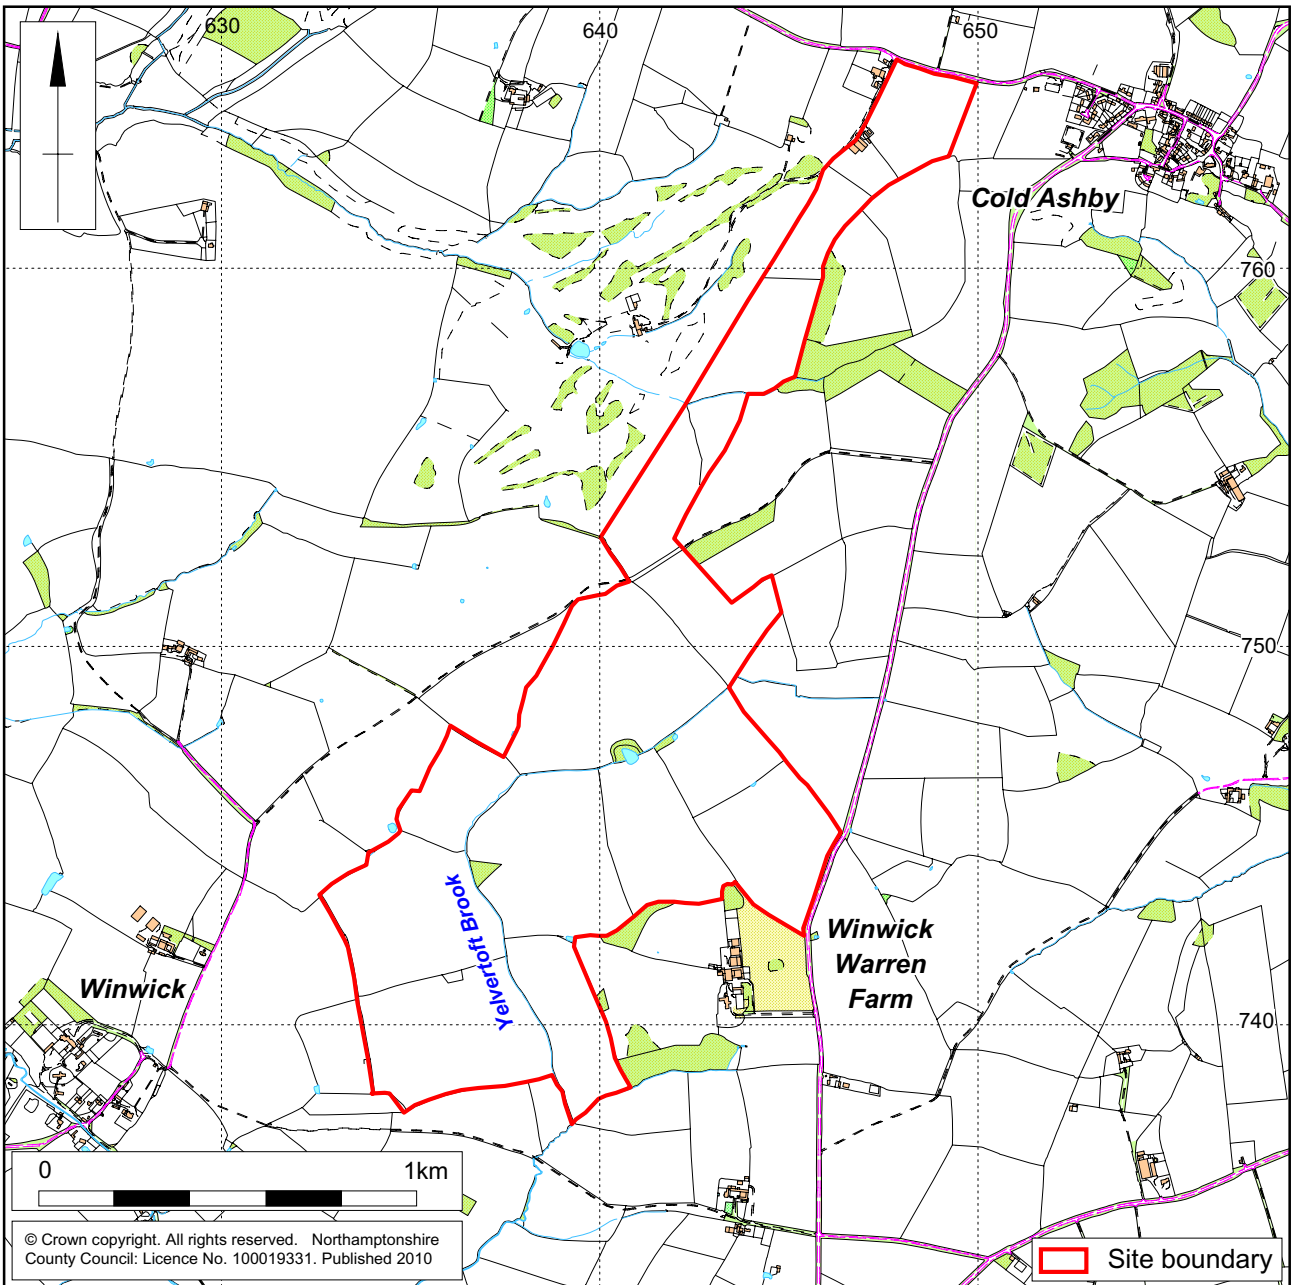 630
640
650
Cold Ashby
760
750
Yelvertoft Brook
Winwick
Warren
Farm
Winwick
740
0
1km
© Crown copyright. All rights reserved. Northamptonshire
County Council: Licence No. 100019331. Published 2010
Site boundary